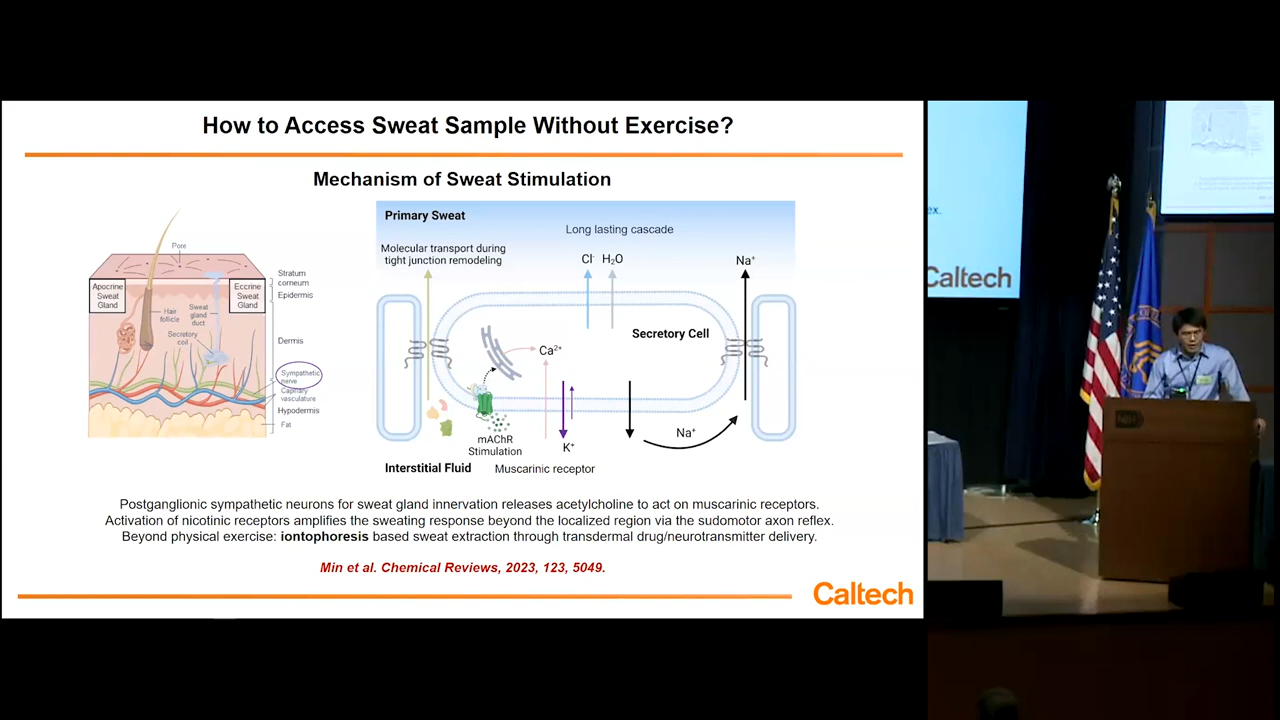 How to Access Sweat Sample Without Exercise?
Mechanism of Sweat Stimulation
Pore
Apocrine
Sweat
Gland
Eccrine
Sweat
Gland
Stratum
corneum
Epidermis
Hair
follicle
Sweat
gland
duct
Secretory
coil
Dermis
Sympathetic
nerve
Capillary
vasculature
Hypodermis
Fat
Primary Sweat
Long lasting cascade
Molecular transport during
tight junction remodeling
Cl⁻ H₂O
Na⁺
Secretory Cell
Ca²⁺
mAChR
Stimulation
K⁺
Na⁺
Interstitial Fluid
Muscarinic receptor
Postganglionic sympathetic neurons for sweat gland innervation releases acetylcholine to act on muscarinic receptors.
Activation of nicotinic receptors amplifies the sweating response beyond the localized region via the sudomotor axon reflex.
Beyond physical exercise: iontophoresis based sweat extraction through transdermal drug/neurotransmitter delivery.
Min et al. Chemical Reviews, 2023, 123, 5049.
Caltech
ex.
Caltech
NIH